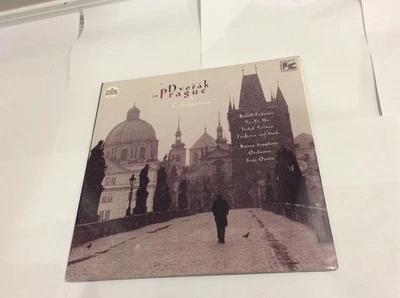 Dvořák
in Prague
Celebration
Rudolf Firkušný
Yo-Yo Ma
Itzhak Perlman
Frederica von Stade
Boston Symphony
Orchestra
Seiji Ozawa